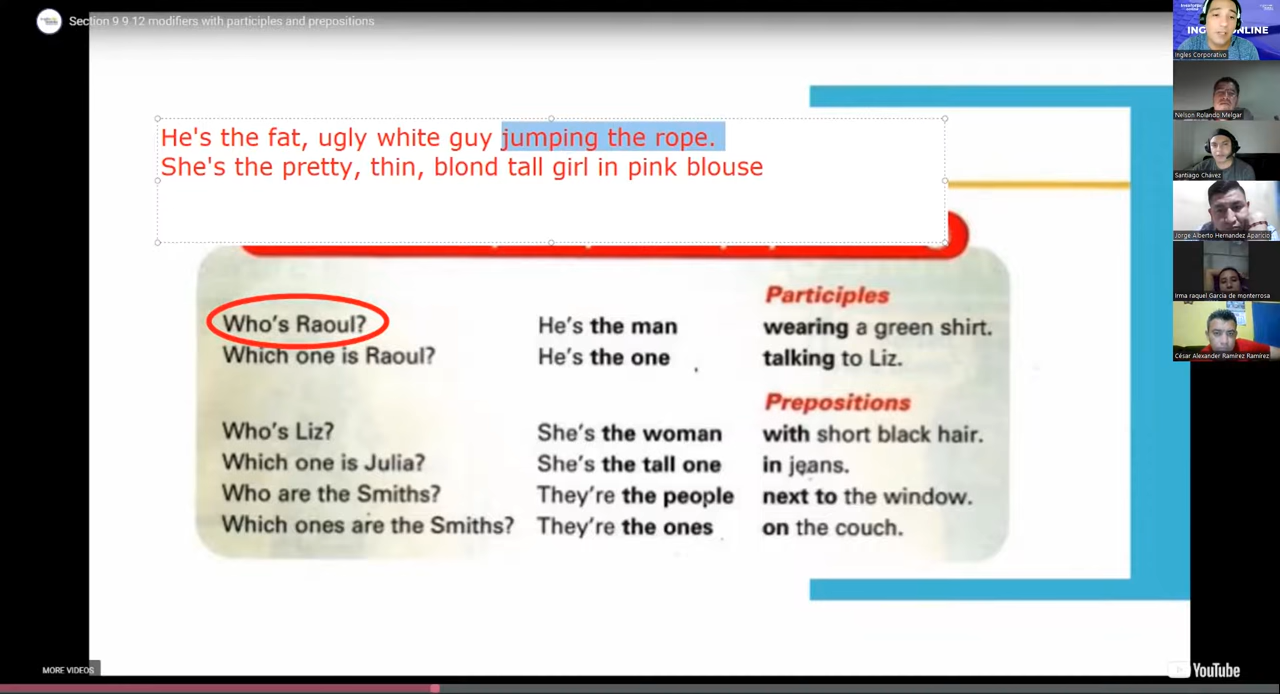 Section 9 9.12 modifiers with participles and prepositions
INGLES ONLINE
Ingles Corporativo
He's the fat, ugly white guy jumping the rope.
She's the pretty, thin, blond tall girl in pink blouse
Nelson Rolando Melgar
Santiago Chávez
Jorge Alberto Hernandez Aparicio
Irma raquel Garcia de monterrosa
César Alexander Ramírez Ramírez
Participles
Who's Raoul? He's the man wearing a green shirt.
Which one is Raoul? He's the one talking to Liz.
Prepositions
Who's Liz? She's the woman with short black hair.
Which one is Julia? She's the tall one in jeans.
Who are the Smiths? They're the people next to the window.
Which ones are the Smiths? They're the ones on the couch.
MORE VIDEOS
YouTube